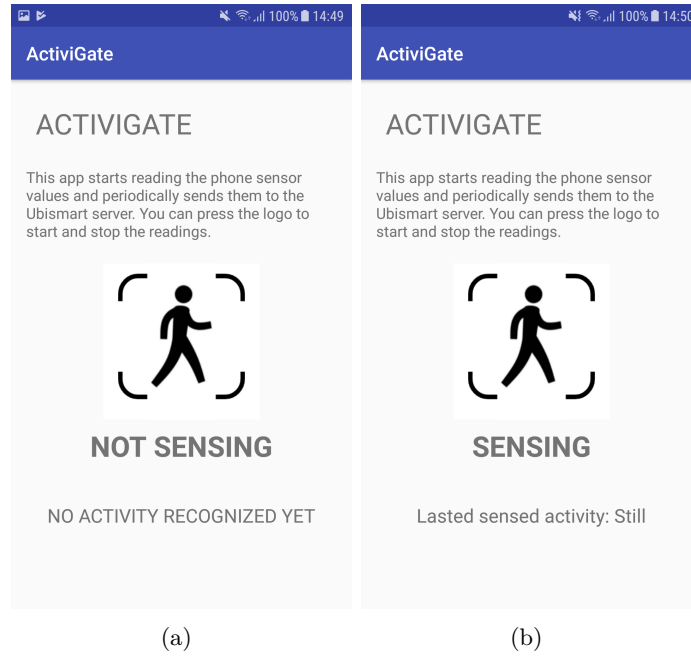 100% 14:49
ActiviGate
ACTIVIGATE
This app starts reading the phone sensor
values and periodically sends them to the
Ubismart server. You can press the logo to
start and stop the readings.
NOT SENSING
NO ACTIVITY RECOGNIZED YET
(a)
100% 14:50
ActiviGate
ACTIVIGATE
This app starts reading the phone sensor
values and periodically sends them to the
Ubismart server. You can press the logo to
start and stop the readings.
SENSING
Lasted sensed activity: Still
(b)